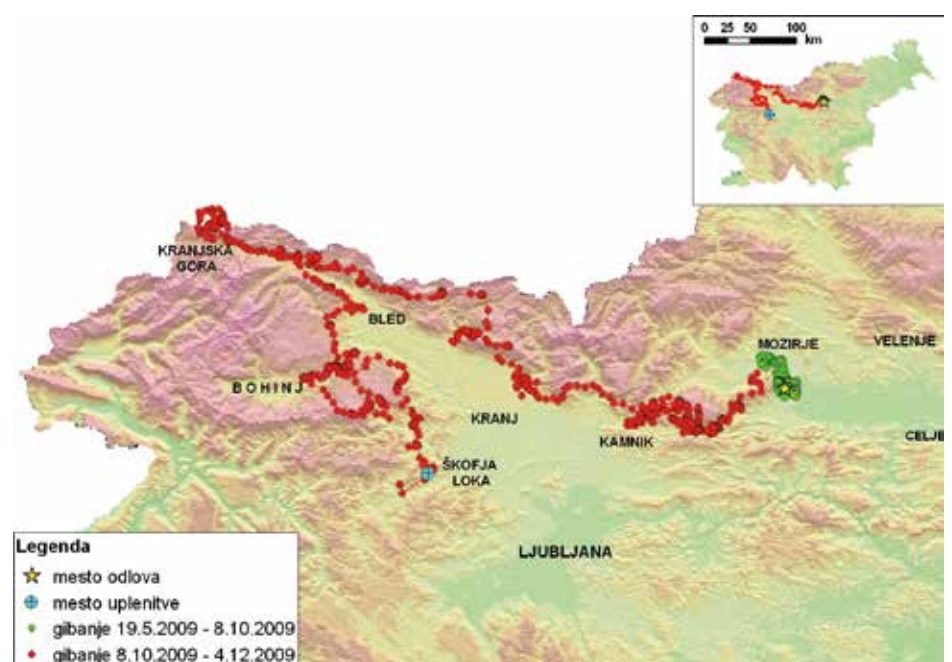 0 25 50 100
km
KRANJSKA
GORA
BLED
MOZIRJE
VELENJE
BOHINJ
KRANJ
KAMNIK
CELJE
ŠKOFJA
LOKA
LJUBLJANA
Legenda
mesto odlova
mesto uplenitve
gibanje 19.5.2009 - 8.10.2009
gibanje 8.10.2009 - 4.12.2009